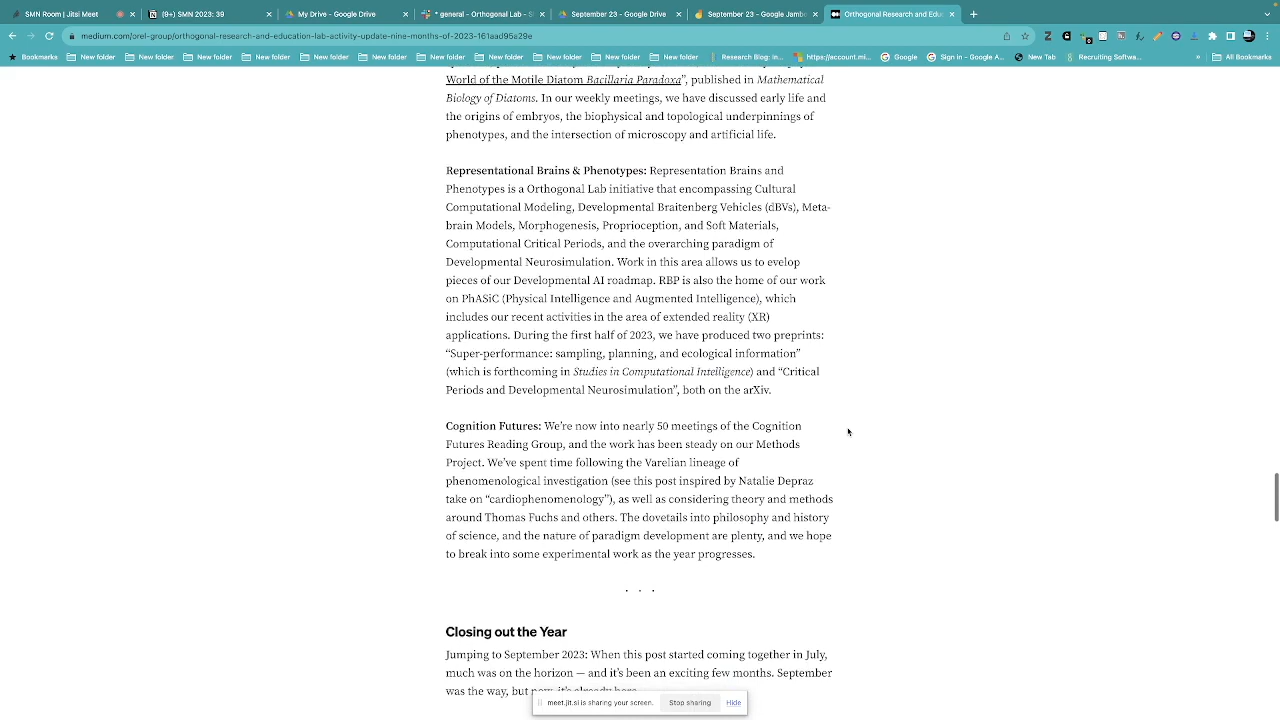 SMN Room | Jitsi Meet
(9+) SMN 2023: 39
My Drive - Google Drive
* general - Orthogonal Lab - S
September 23 - Google Drive
September 23 - Google Jambo
Orthogonal Research and Educ
medium.com/orel-group/orthogonal-research-and-education-lab-activity-update-nine-months-of-2023-161aad95a29e
Bookmarks New folder New folder New folder New folder New folder New folder New folder New folder New folder New folder New folder Research Blog: in... https://account.mi... Google Sign in - Google A... New Tab Recruiting Softwa... » All Bookmarks
World of the Motile Diatom Bacillaria Paradoxa”, published in Mathematical
Biology of Diatoms. In our weekly meetings, we have discussed early life and
the origins of embryos, the biophysical and topological underpinnings of
phenotypes, and the intersection of microscopy and artificial life.
Representational Brains & Phenotypes: Representation Brains and
Phenotypes is a Orthogonal Lab initiative that encompassing Cultural
Computational Modeling, Developmental Braitenberg Vehicles (dBVs), Meta-
brain Models, Morphogenesis, Proprioception, and Soft Materials,
Computational Critical Periods, and the overarching paradigm of
Developmental Neurosimulation. Work in this area allows us to evelop
pieces of our Developmental AI roadmap. RBP is also the home of our work
on PhASiC (Physical Intelligence and Augmented Intelligence), which
includes our recent activities in the area of extended reality (XR)
applications. During the first half of 2023, we have produced two preprints:
“Super-performance: sampling, planning, and ecological information”
(which is forthcoming in Studies in Computational Intelligence) and “Critical
Periods and Developmental Neurosimulation”, both on the arXiv.
Cognition Futures: We’re now into nearly 50 meetings of the Cognition
Futures Reading Group, and the work has been steady on our Methods
Project. We’ve spent time following the Varelian lineage of
phenomenological investigation (see this post inspired by Natalie Depraz
take on “cardiophenomenology”), as well as considering theory and methods
around Thomas Fuchs and others. The dovetails into philosophy and history
of science, and the nature of paradigm development are plenty, and we hope
to break into some experimental work as the year progresses.
. . .
Closing out the Year
Jumping to September 2023: When this post started coming together in July,
much was on the horizon — and it’s been an exciting few months. September
was the way, but now, it’s already here.
meet.jit.si is sharing your screen. Stop sharing Hide